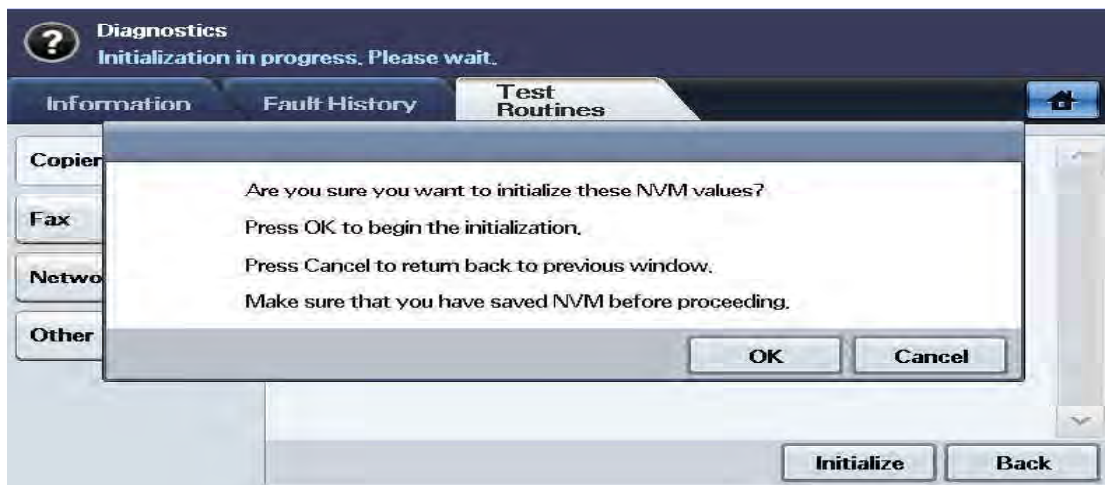 Diagnostics
Initialization in progress. Please wait.
Information
Fault History
Test
Routines
Copier
Fax
Netwo
Other
Are you sure you want to initialize these NVM values?
Press OK to begin the initialization.
Press Cancel to return back to previous window.
Make sure that you have saved NVM before proceeding.
OK
Cancel
Initialize
Back